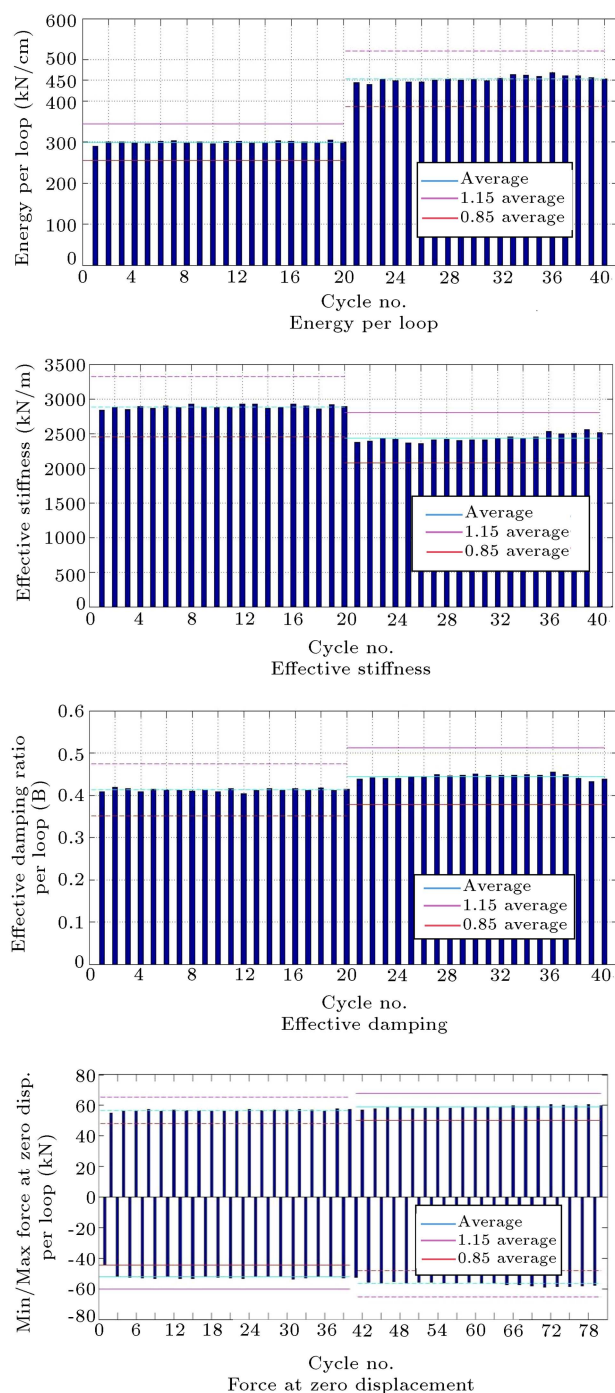 Energy per loop (kN/cm)
600
500
450
400
300
200
100
0
0 4 8 12 16 20 24 28 32 36 40
Average
1.15 average
0.85 average
Cycle no.
Energy per loop
Effective stiffness (kN/m)
3500
3000
2500
2000
1500
1000
500
0
0 4 8 12 16 20 24 28 32 36 40
Average
1.15 average
0.85 average
Cycle no.
Effective stiffness
Effective damping ratio
per loop (B)
0.6
0.5
0.4
0.3
0.2
0.1
0
0 4 8 12 16 20 24 28 32 36 40
Average
1.15 average
0.85 average
Cycle no.
Effective damping
Min/Max force at zero disp.
per loop (kN)
80
60
40
20
0
-20
-40
-60
-80
0 6 12 18 24 30 36 42 48 54 60 66 72 78
Average
1.15 average
0.85 average
Cycle no.
Force at zero displacement